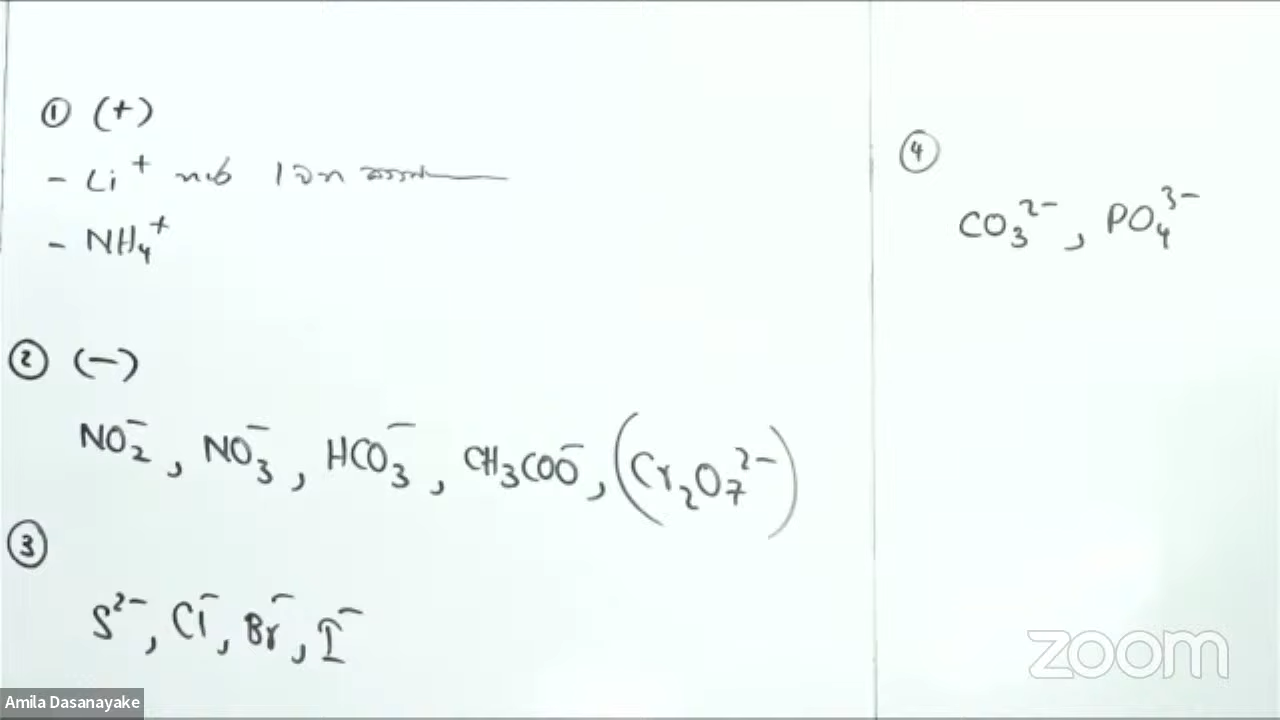 ① (+)
- Li⁺ හැර I වන
- NH₄⁺
② (−)
NO₂⁻, NO₃⁻, HCO₃⁻, CH₃COO⁻, (Cr₂O₇²⁻)
③
S²⁻, Cl⁻, Br⁻, I⁻
④
CO₃²⁻, PO₄³⁻
zoom
Amila Dasanayake